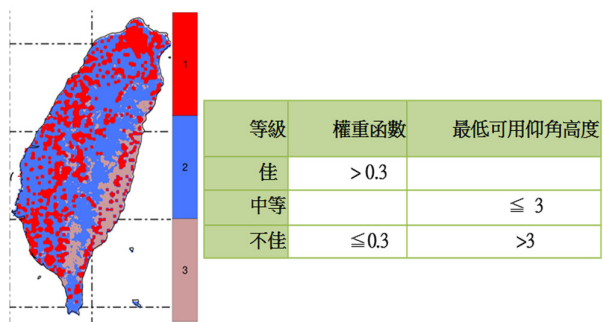 1
2
3
等級 權重函數 最低可用仰角高度
佳 >0.3
中等 ≦ 3
不佳 ≦0.3 >3